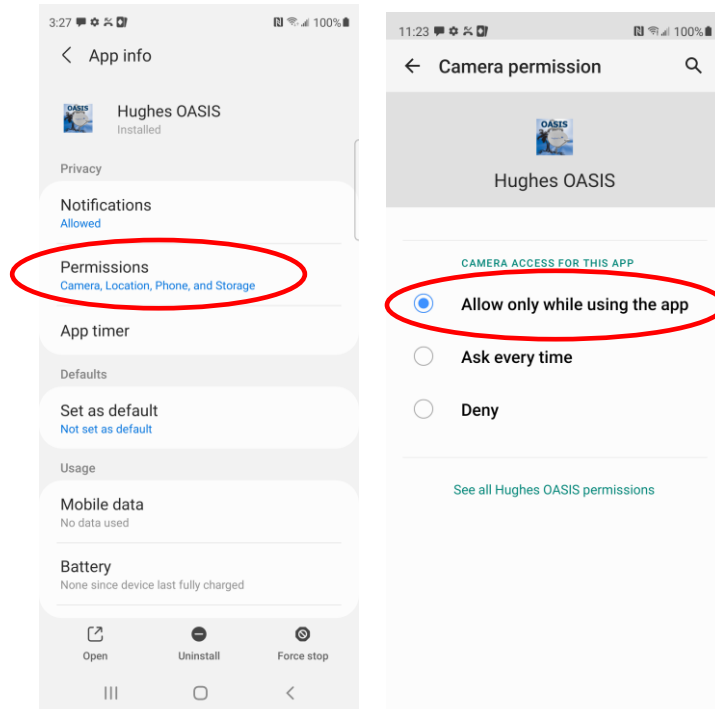 3:27 100%
App info
OASIS
Hughes OASIS
Installed
Privacy
Notifications
Allowed
Permissions
Camera, Location, Phone, and Storage
App timer
Defaults
Set as default
Not set as default
Usage
Mobile data
No data used
Battery
None since device last fully charged
Open Uninstall Force stop
11:23 100%
Camera permission
OASIS
Hughes OASIS
CAMERA ACCESS FOR THIS APP
Allow only while using the app
Ask every time
Deny
See all Hughes OASIS permissions